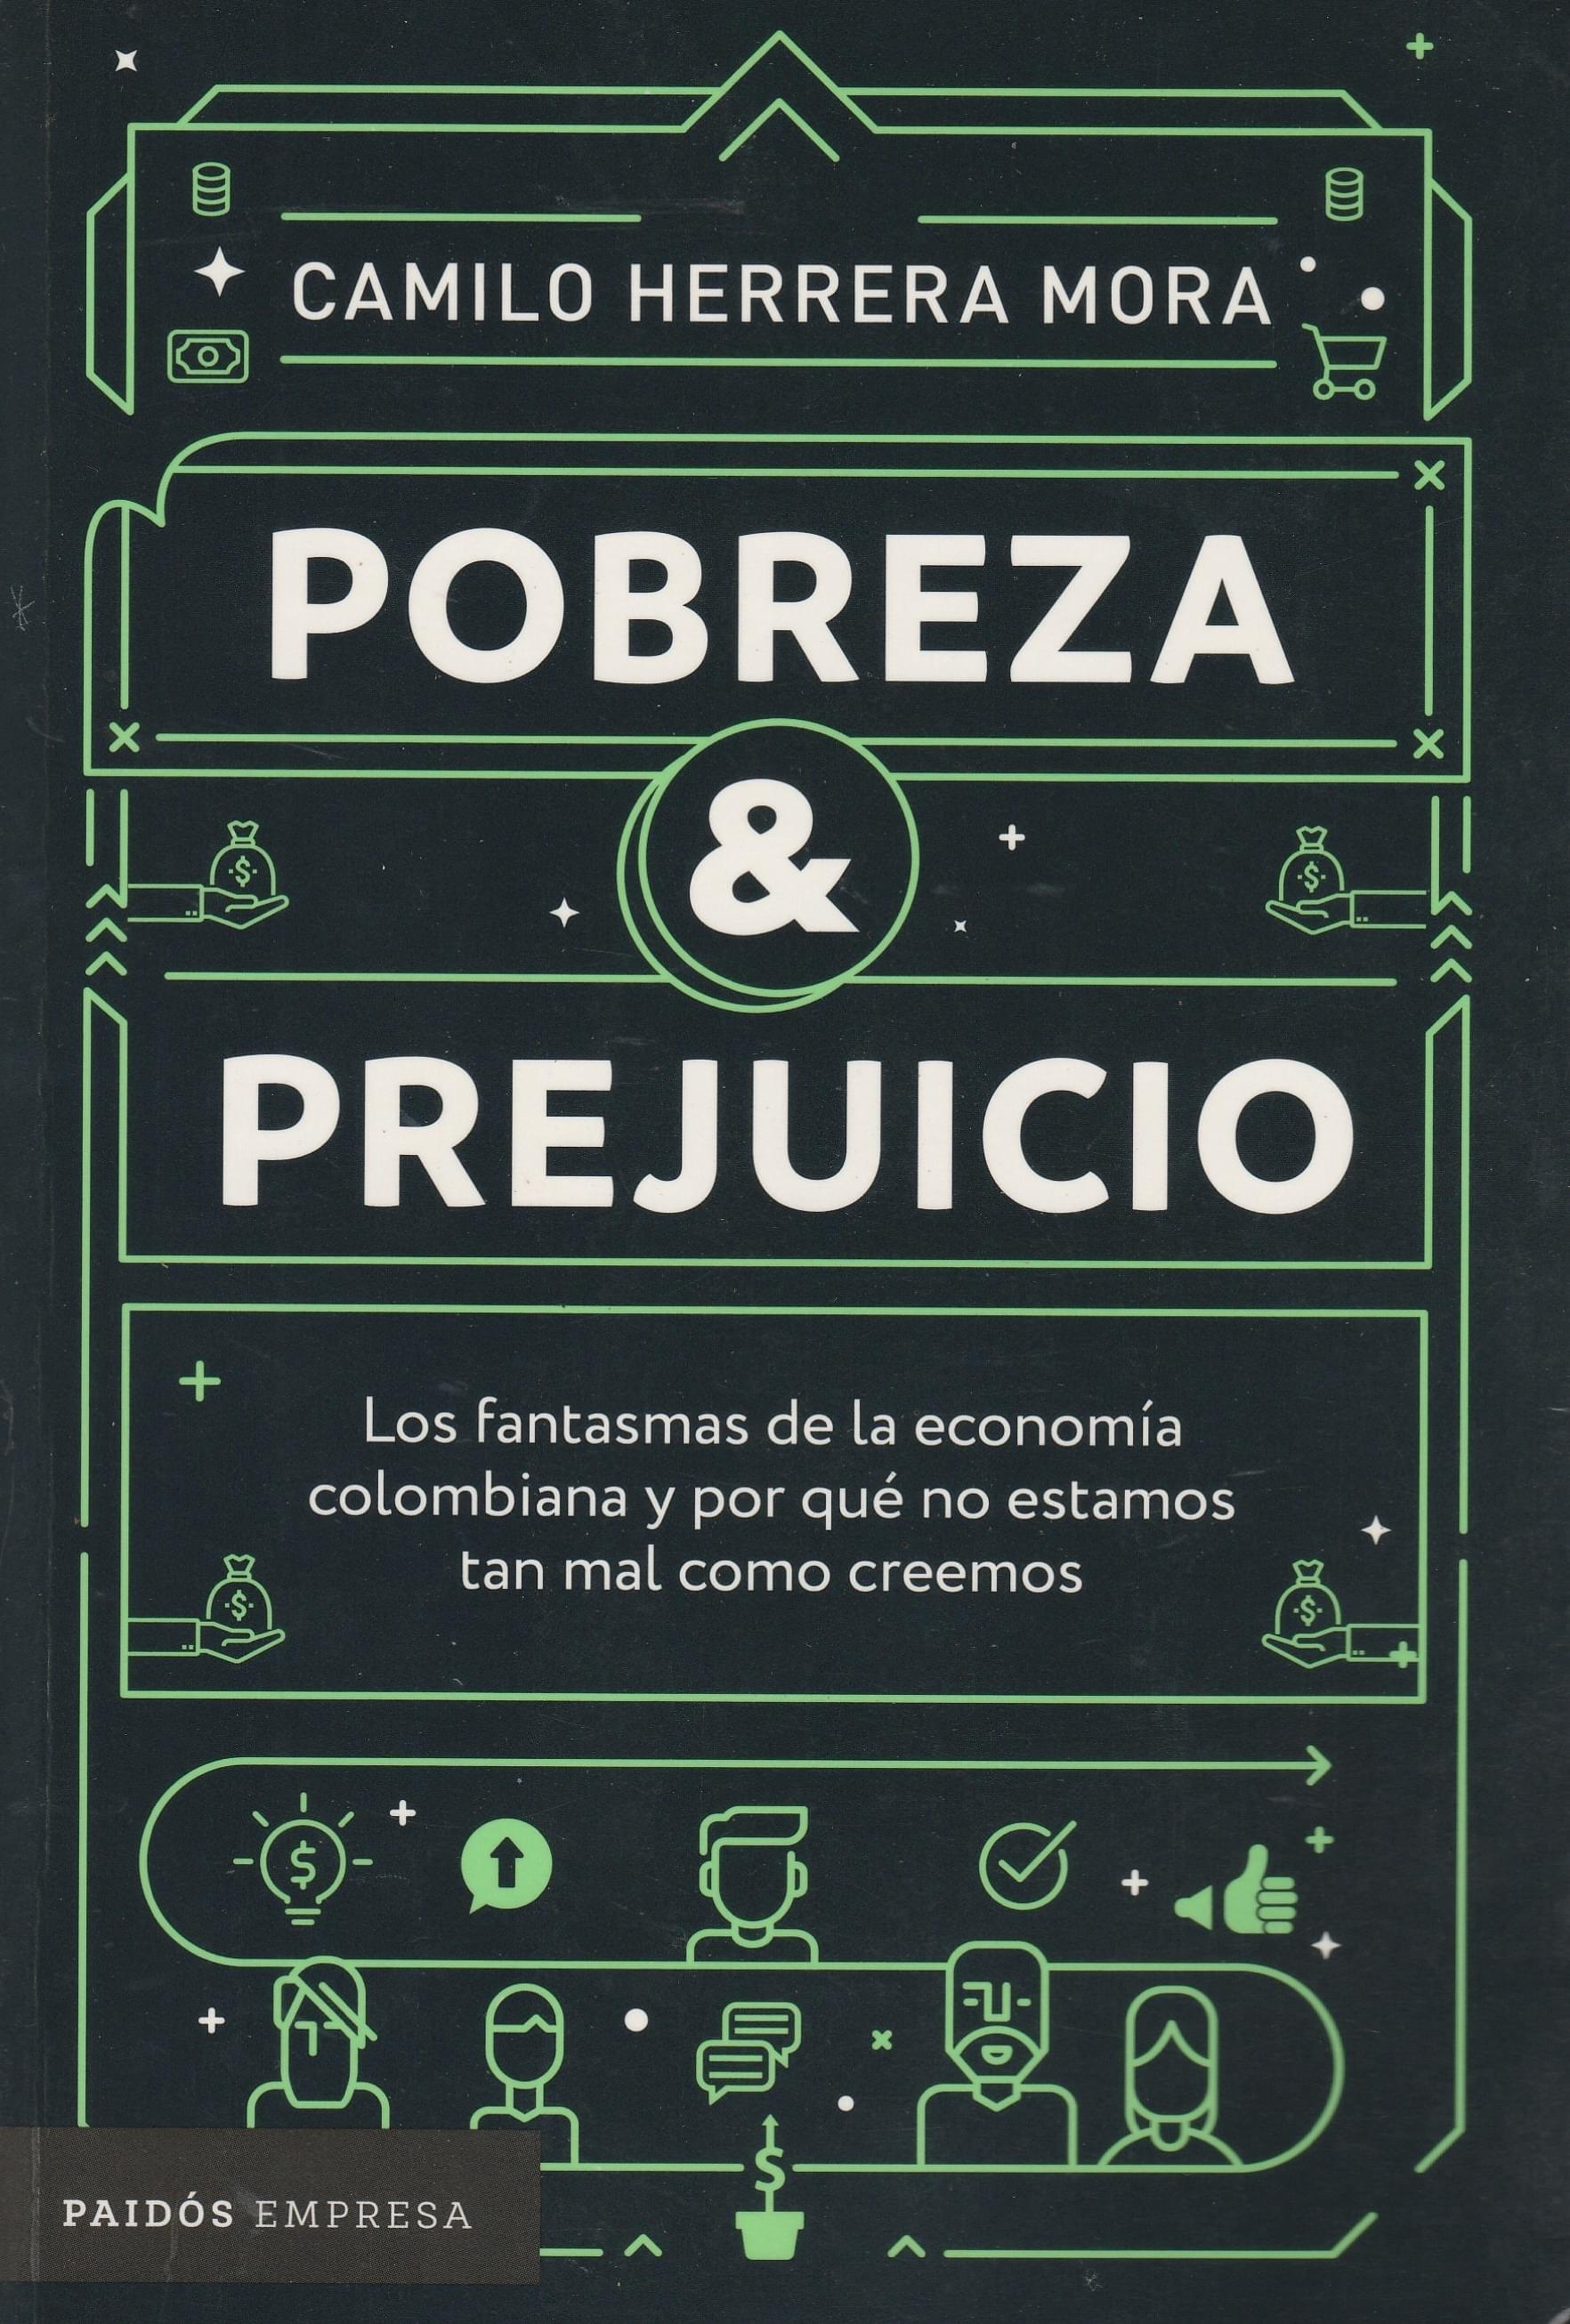 CAMILO HERRERA MORA
POBREZA
&
PREJUICIO
Los fantasmas de la economía
colombiana y por qué no estamos
tan mal como creemos
PAIDÓS EMPRESA